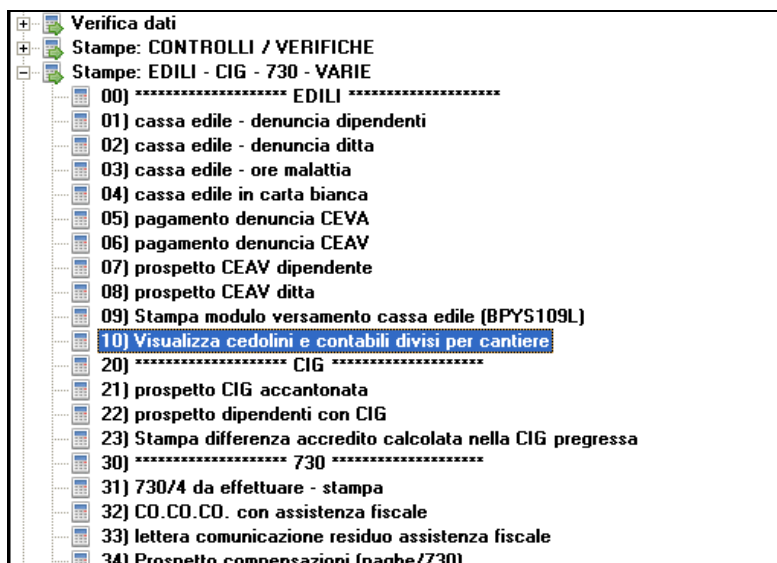 Verifica dati
Stampe: CONTROLLI / VERIFICHE
Stampe: EDILI - CIG - 730 - VARIE
00) ******************** EDILI ********************
01) cassa edile - denuncia dipendenti
02) cassa edile - denuncia ditta
03) cassa edile - ore malattia
04) cassa edile in carta bianca
05) pagamento denuncia CEVA
06) pagamento denuncia CEAV
07) prospetto CEAV dipendente
08) prospetto CEAV ditta
09) Stampa modulo versamento cassa edile (BPYS109L)
10) Visualizza cedolini e contabili divisi per cantiere
20) ******************** CIG ********************
21) prospetto CIG accantonata
22) prospetto dipendenti con CIG
23) Stampa differenza accredito calcolata nella CIG pregressa
30) ******************** 730 ********************
31) 730/4 da effettuare - stampa
32) CO.CO.CO. con assistenza fiscale
33) lettera comunicazione residuo assistenza fiscale
34) Prospetto compensazioni (paghe/730)